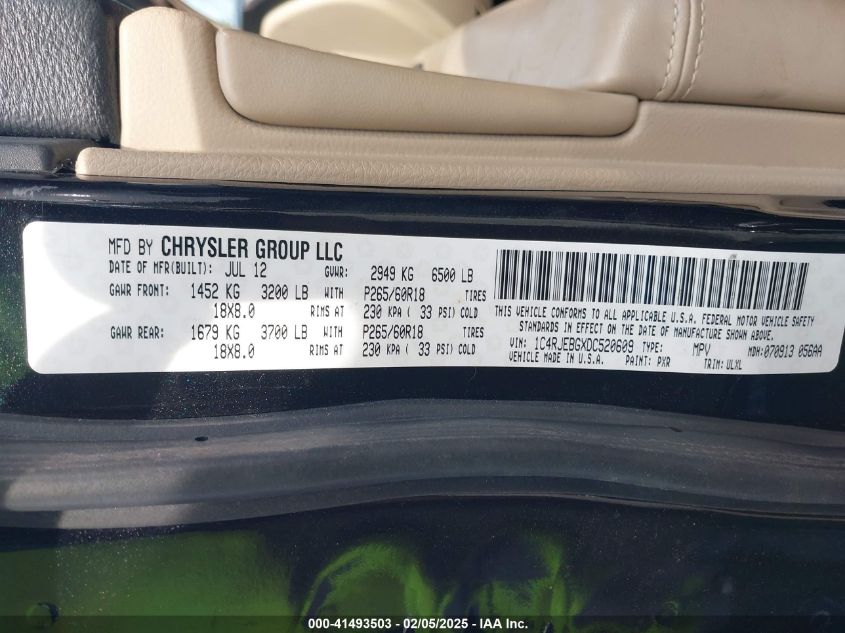 MFD BY CHRYSLER GROUP LLC
DATE OF MFR(BUILT): JUL 12 GVWR: 2949 KG 6500 LB
GAWR FRONT: 1452 KG 3200 LB WITH P265/60R18 TIRES
18X8.0 RIMS AT 230 KPA ( 33 PSI) COLD
GAWR REAR: 1679 KG 3700 LB WITH P265/60R18 TIRES
18X8.0 RIMS AT 230 KPA ( 33 PSI) COLD
THIS VEHICLE CONFORMS TO ALL APPLICABLE U.S.A. FEDERAL MOTOR VEHICLE SAFETY
STANDARDS IN EFFECT ON THE DATE OF MANUFACTURE SHOWN ABOVE.
VIN: 1C4RJEBGXDC520609 TYPE: MPV MDH:070913 056AA
VEHICLE MADE IN U.S.A. PAINT: PXR TRIM: ULXL
000-41493503 - 02/05/2025 - IAA Inc.